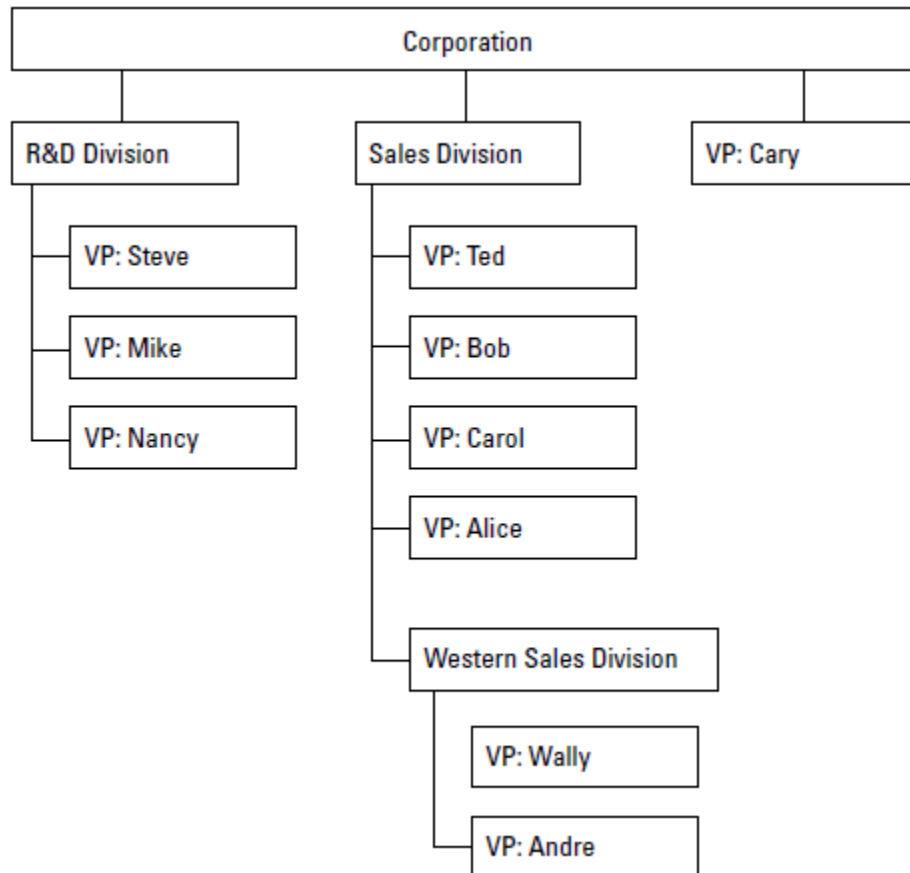 Corporation
R&D Division
Sales Division
VP: Cary
VP: Steve
VP: Ted
VP: Mike
VP: Bob
VP: Nancy
VP: Carol
VP: Alice
Western Sales Division
VP: Wally
VP: Andre